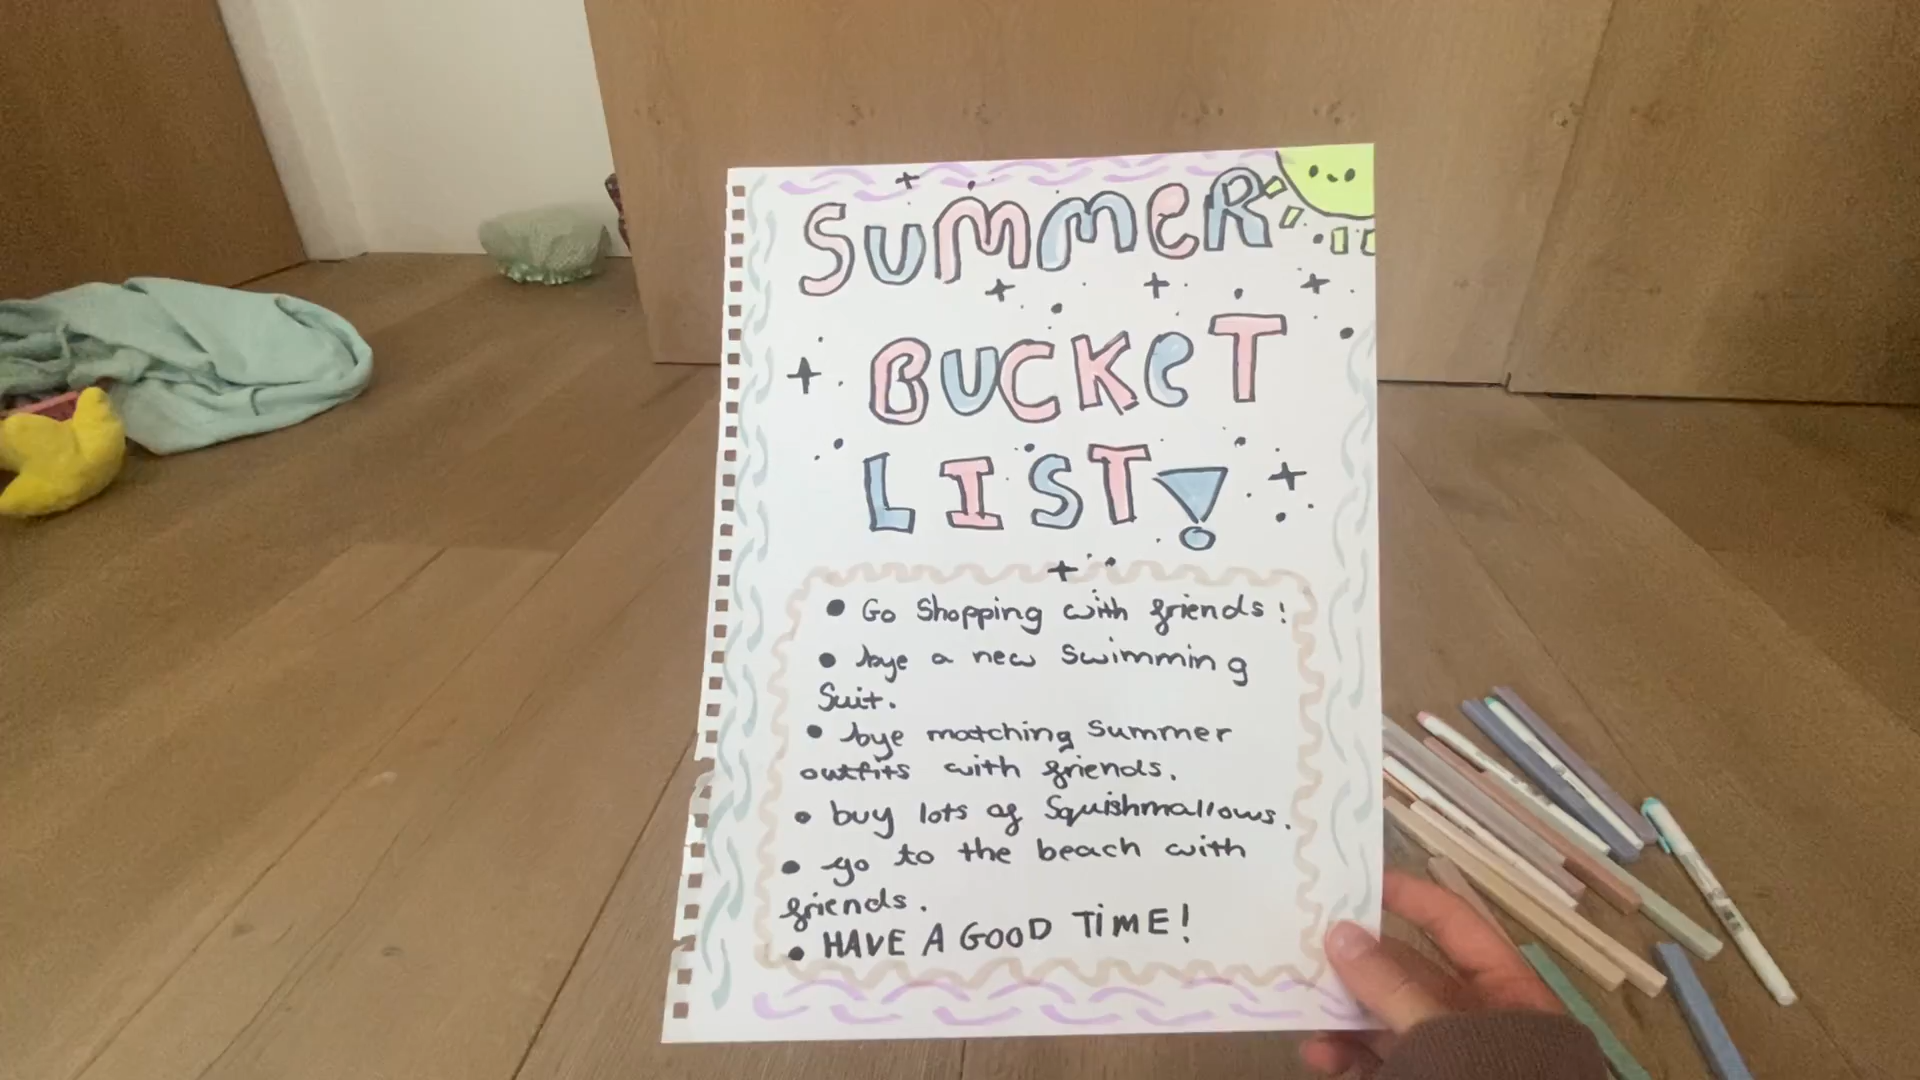 SUMMER
BUCKET
LIST!
• Go Shopping with friends!
• bye a new Swimming
Suit.
• bye matching Summer
outfits with friends.
• buy lots of Squishmallows.
• go to the beach with
friends.
• HAVE A GOOD TiME!